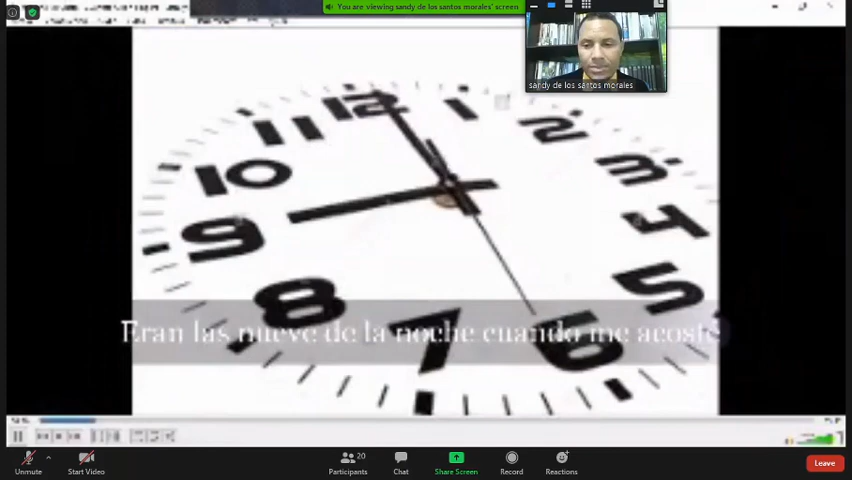 You are viewing sandy de los santos morales' screen
sandy de los santos morales
12
1
11
2
10
3
9
4
8
5
7
6
Eran las nueve de la noche cuando me acosté
20
Unmute
Start Video
Participants
Chat
Share Screen
Record
Reactions
Leave